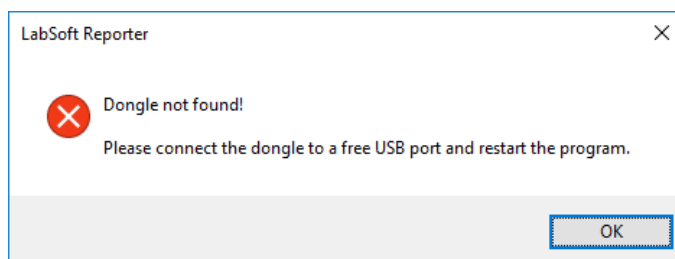 LabSoft Reporter
Dongle not found!
Please connect the dongle to a free USB port and restart the program.
OK